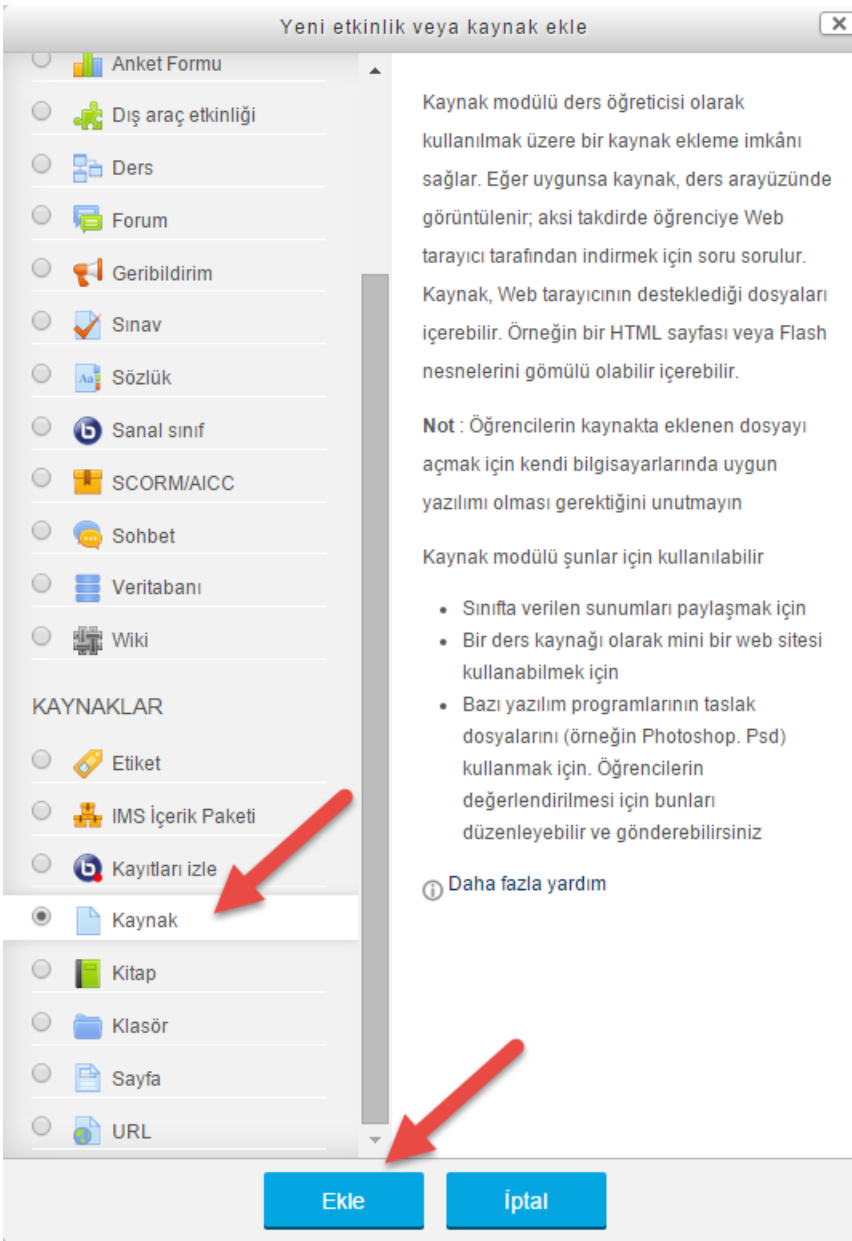 Yeni etkinlik veya kaynak ekle
Anket Formu
Dış araç etkinliği
Ders
Forum
Geribildirim
Sınav
Sözlük
Sanal sınıf
SCORM/AICC
Sohbet
Veritabanı
Wiki
KAYNAKLAR
Etiket
IMS İçerik Paketi
Kayıtları izle
Kaynak
Kitap
Klasör
Sayfa
URL
Kaynak modülü ders öğreticisi olarak
kullanılmak üzere bir kaynak ekleme imkânı
sağlar. Eğer uygunsa kaynak, ders arayüzünde
görüntülenir; aksi takdirde öğrenciye Web
tarayıcı tarafından indirmek için soru sorulur.
Kaynak, Web tarayıcının desteklediği dosyaları
içerebilir. Örneğin bir HTML sayfası veya Flash
nesnelerini gömülü olabilir içerebilir.
Not : Öğrencilerin kaynakta eklenen dosyayı
açmak için kendi bilgisayarlarında uygun
yazılımı olması gerektiğini unutmayın
Kaynak modülü şunlar için kullanılabilir
• Sınıfta verilen sunumları paylaşmak için
• Bir ders kaynağı olarak mini bir web sitesi
kullanabilmek için
• Bazı yazılım programlarının taslak
dosyalarını (örneğin Photoshop. Psd)
kullanmak için. Öğrencilerin
değerlendirilmesi için bunları
düzenleyebilir ve gönderebilirsiniz
Daha fazla yardım
Ekle
İptal